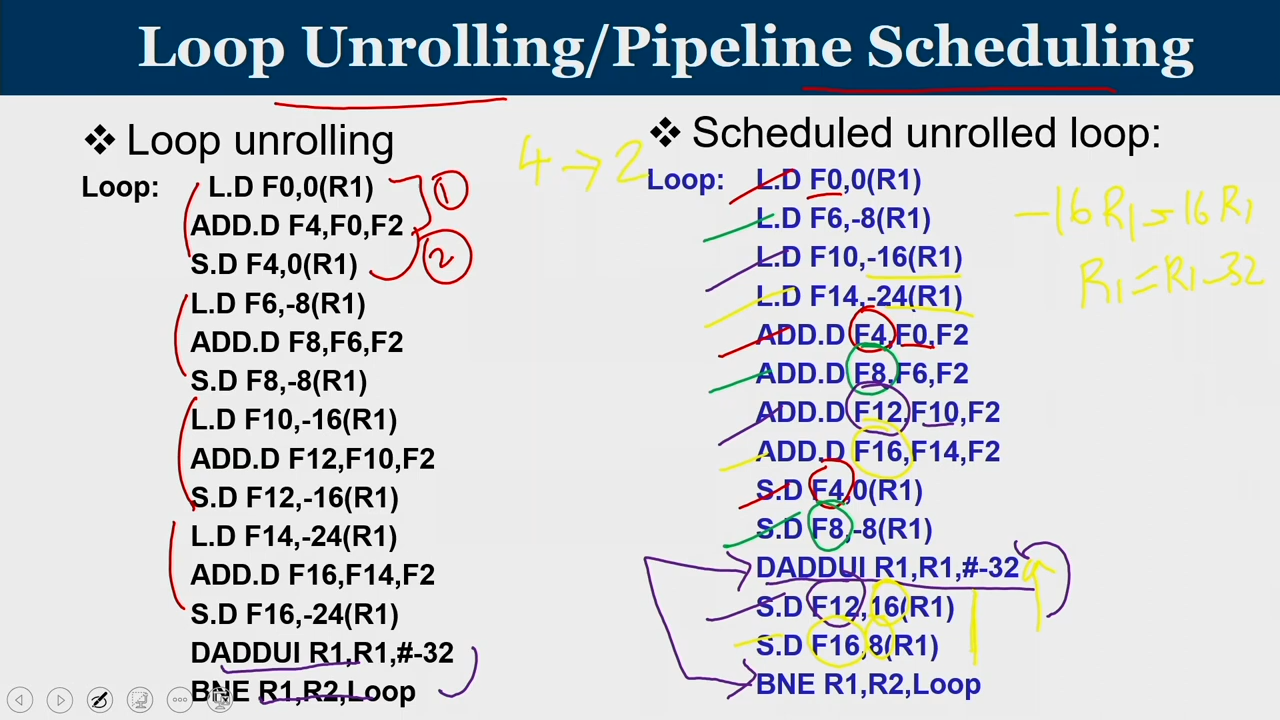 Loop Unrolling/Pipeline Scheduling
❖ Loop unrolling
Loop: L.D F0,0(R1)
ADD.D F4,F0,F2
S.D F4,0(R1)
L.D F6,-8(R1)
ADD.D F8,F6,F2
S.D F8,-8(R1)
L.D F10,-16(R1)
ADD.D F12,F10,F2
S.D F12,-16(R1)
L.D F14,-24(R1)
ADD.D F16,F14,F2
S.D F16,-24(R1)
DADDUI R1,R1,#-32
BNE R1,R2,Loop
1
2
4 → 2
❖ Scheduled unrolled loop:
Loop: L.D F0,0(R1)
L.D F6,-8(R1)
L.D F10,-16(R1)
L.D F14,-24(R1)
ADD.D F4,F0,F2
ADD.D F8,F6,F2
ADD.D F12,F10,F2
ADD.D F16,F14,F2
S.D F4,0(R1)
S.D F8,-8(R1)
DADDUI R1,R1,#-32
S.D F12,16(R1)
S.D F16,8(R1)
BNE R1,R2,Loop
-16 R1 = 16 R1
R1 = R1 - 32